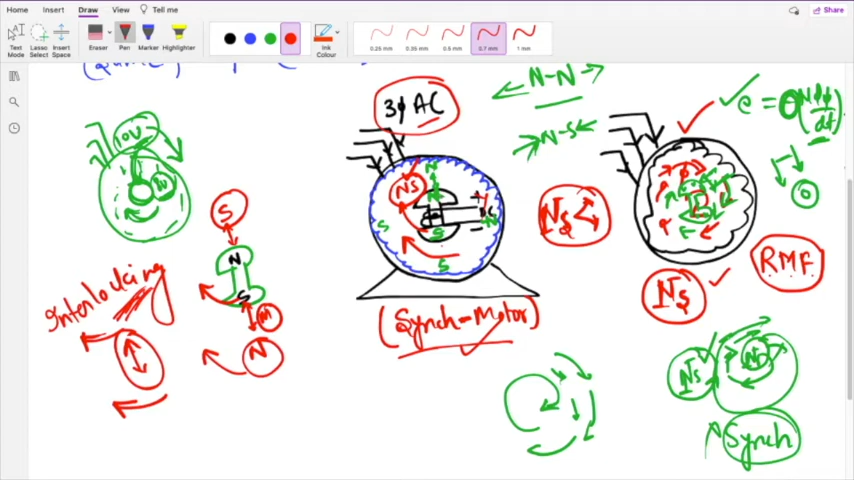 Home Insert Draw View Tell me Share
Text Mode
Lasso Select
Insert Space
Eraser
Pen
Marker
Highlighter
Ink Colour
0.25 mm
0.35 mm
0.5 mm
0.7 mm
1 mm
N-N
3φ AC
N-S
e = N dφ/dt
10V
NS
N
S
S
N
S
DC
S
N
S
M
N
Interlocking
Ns
RMF
Ns
(Synch-Motor)
Ns
Synch